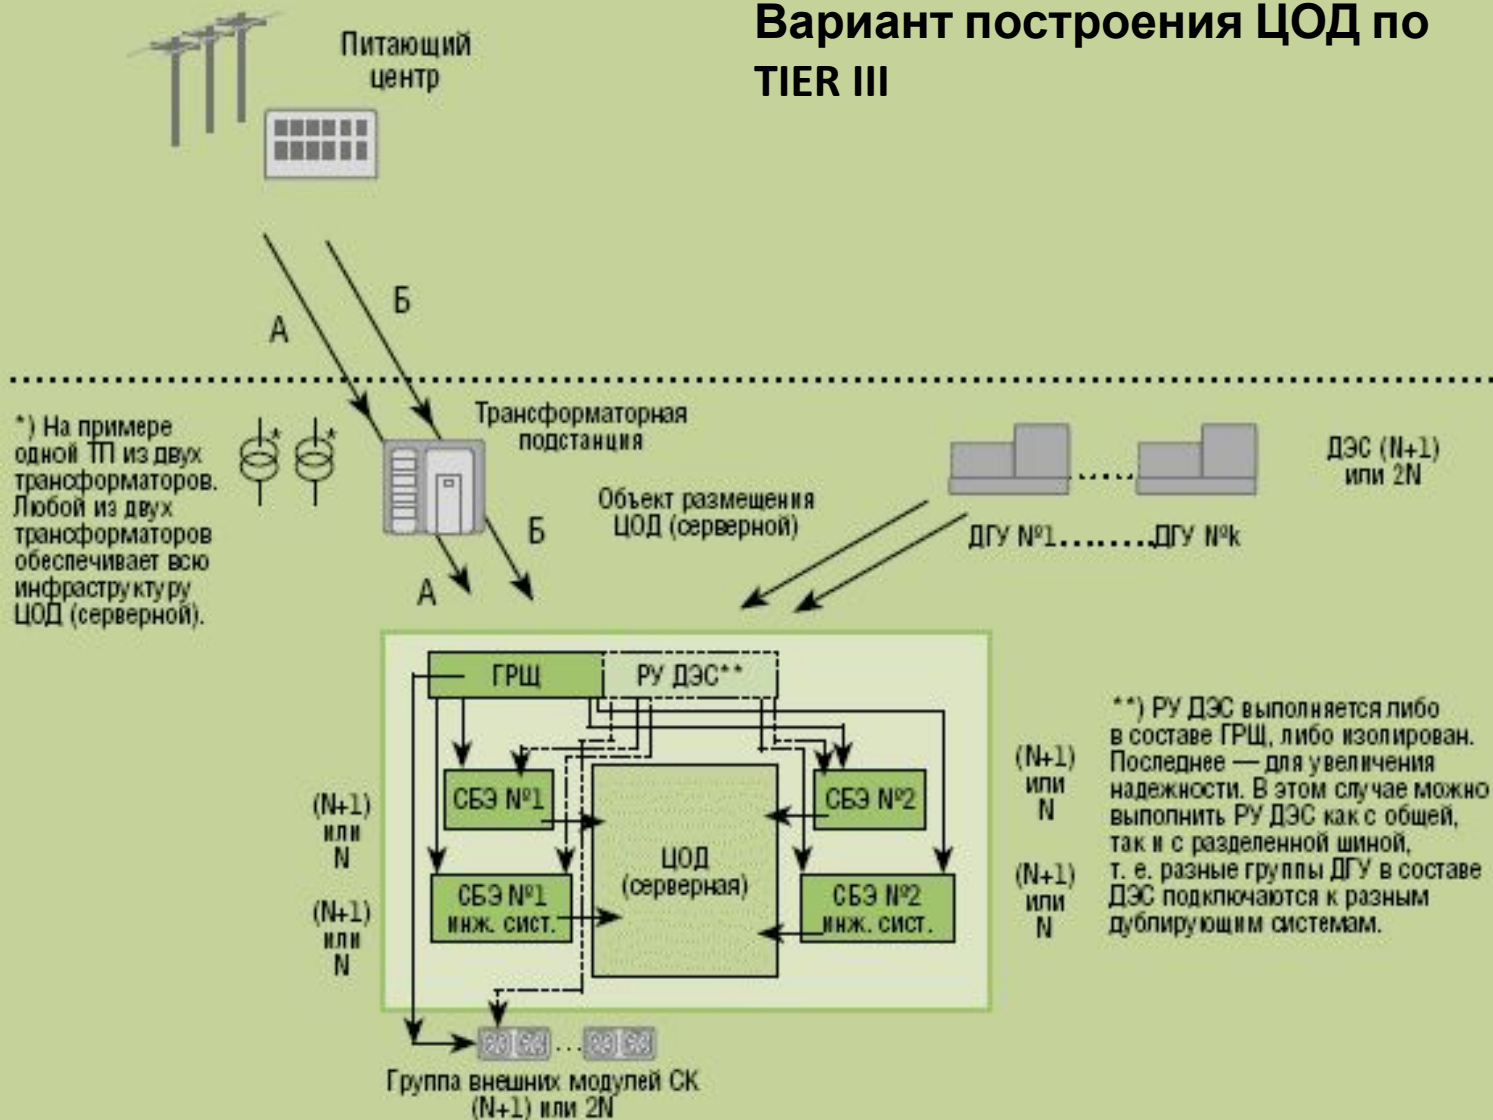 Вариант построения ЦОД по
TIER III
Питающий
центр
А
Б
*) На примере
одной ТП из двух
трансформаторов.
Любой из двух
трансформаторов
обеспечивает всю
инфраструктуру
ЦОД (серверной).
*
*
Трансформаторная
подстанция
Объект размещения
ЦОД (серверной)
ДЭС (N+1)
или 2N
ДГУ №1.........ДГУ №k
Б
А
ГРЩ
РУ ДЭС**
СБЭ №1
СБЭ №2
ЦОД
(серверная)
СБЭ №1
инж. сист.
СБЭ №2
инж. сист.
(N+1)
или
N
(N+1)
или
N
(N+1)
или
N
(N+1)
или
N
**) РУ ДЭС выполняется либо
в составе ГРЩ, либо изолирован.
Последнее — для увеличения
надежности. В этом случае можно
выполнить РУ ДЭС как с общей,
так и с разделенной шиной,
т. е. разные группы ДГУ в составе
ДЭС подключаются к разным
дублирующим системам.
Группа внешних модулей СК
(N+1) или 2N